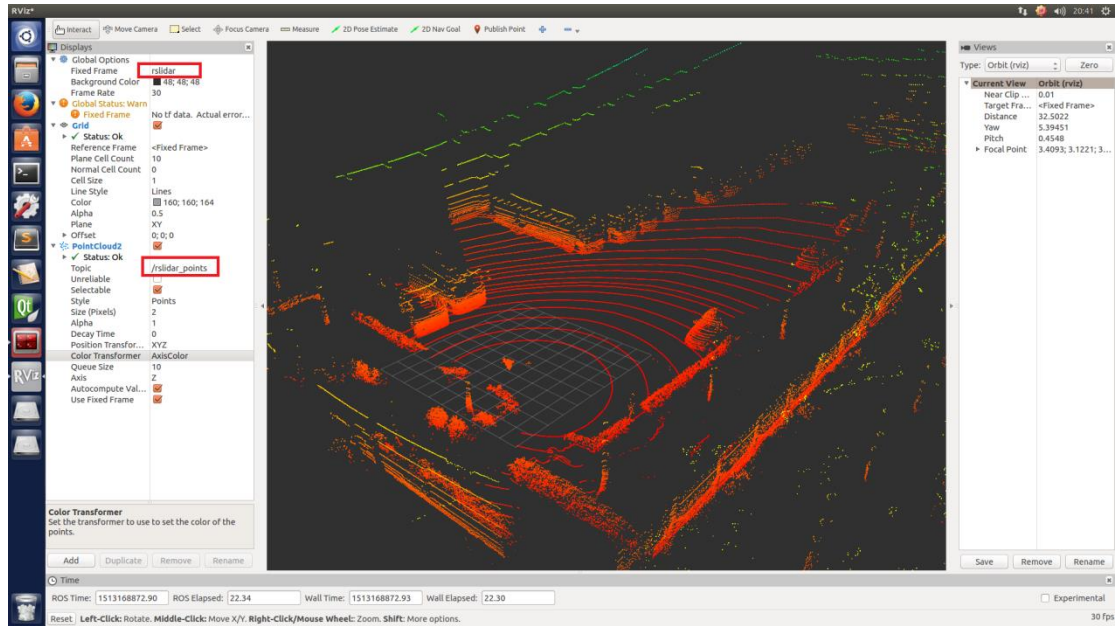 RViz*
20:41
Interact Move Camera Select Focus Camera Measure 2D Pose Estimate 2D Nav Goal Publish Point
Displays
Global Options
Fixed Frame rslidar
Background Color 48; 48; 48
Frame Rate 30
Global Status: Warn
Fixed Frame No tf data. Actual error...
Grid
Status: Ok
Reference Frame <Fixed Frame>
Plane Cell Count 10
Normal Cell Count 0
Cell Size 1
Line Style Lines
Color 160; 160; 164
Alpha 0.5
Plane XY
Offset 0; 0; 0
PointCloud2
Status: Ok
Topic /rslidar_points
Unreliable
Selectable
Style Points
Size (Pixels) 2
Alpha 1
Decay Time 0
Position Transfor... XYZ
Color Transformer AxisColor
Queue Size 10
Axis Z
Autocompute Val...
Use Fixed Frame
Color Transformer
Set the transformer to use to set the color of the
points.
Add Duplicate Remove Rename
Views
Type: Orbit (rviz) Zero
Current View Orbit (rviz)
Near Clip ... 0.01
Target Fra... <Fixed Frame>
Distance 32.5022
Yaw 5.39451
Pitch 0.4548
Focal Point 3.4093; 3.1221; 3...
Save Remove Rename
Time
ROS Time: 1513168872.90 ROS Elapsed: 22.34 Wall Time: 1513168872.93 Wall Elapsed: 22.30 Experimental
Reset Left-Click: Rotate. Middle-Click: Move X/Y. Right-Click/Mouse Wheel: Zoom. Shift: More options. 30 fps
Qt
RViz